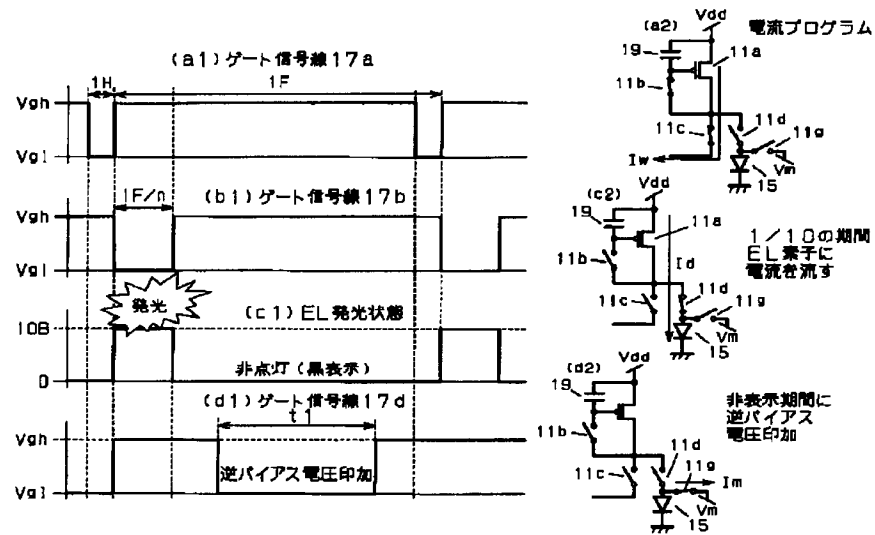 (a1)ゲート信号線17a
1H
1F
Vgh
Vgl
(b1)ゲート信号線17b
1F/n
Vgh
Vgl
発光
(c1)EL発光状態
10B
0
非点灯(黒表示)
(d1)ゲート信号線17d
t1
Vgh
Vgl
逆バイアス電圧印加
(a2)
Vdd
電流プログラム
19
11a
11b
11c
11d
11g
Iw
Vm
15
(c2)
Vdd
19
11a
11b
Id
11c
11d
11g
Vm
15
1/10の期間
EL素子に
電流を流す
(d2)
Vdd
19
11b
11c
11d
11g
Im
Vm
15
非表示期間に
逆バイアス
電圧印加